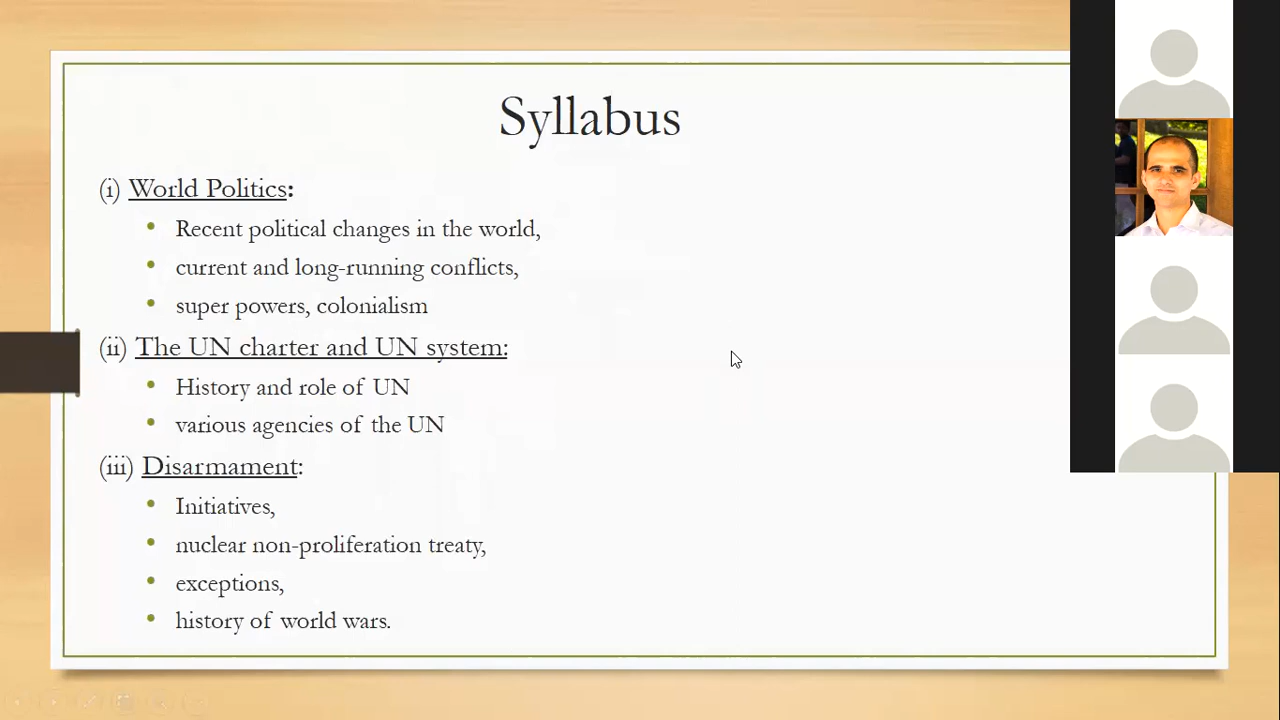 Syllabus
(i) World Politics:
• Recent political changes in the world,
• current and long-running conflicts,
• super powers, colonialism
(ii) The UN charter and UN system:
• History and role of UN
• various agencies of the UN
(iii) Disarmament:
• Initiatives,
• nuclear non-proliferation treaty,
• exceptions,
• history of world wars.